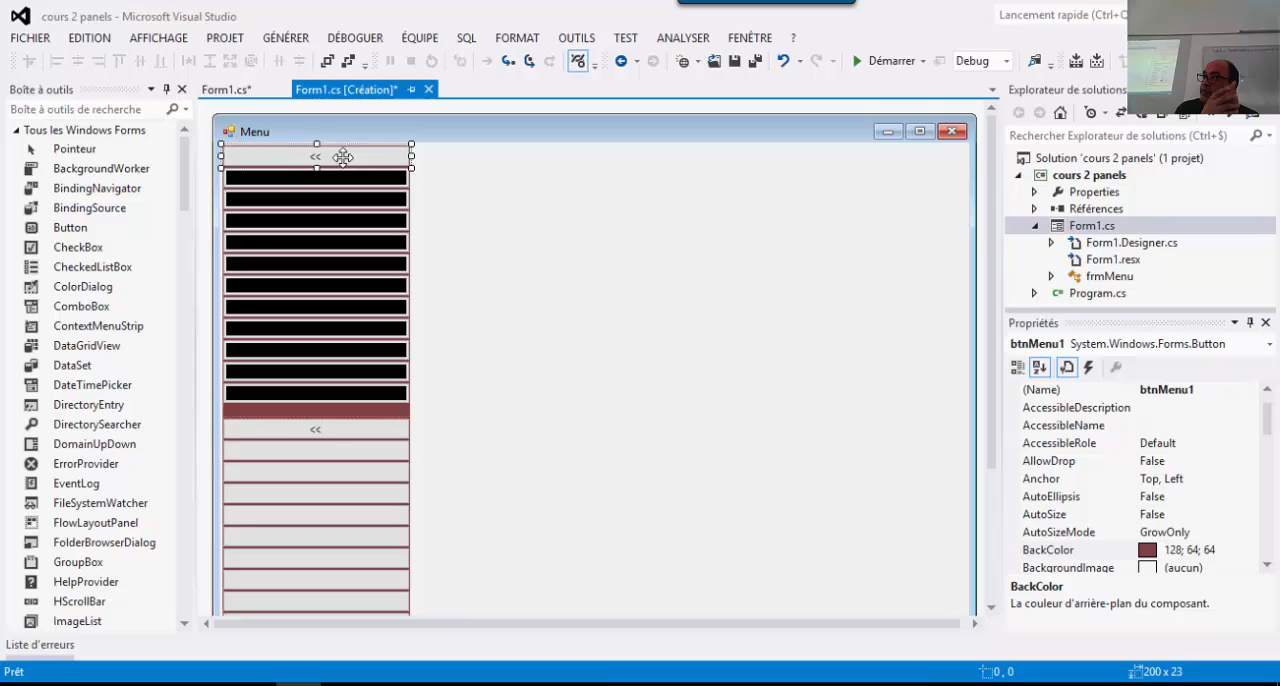 cours 2 panels - Microsoft Visual Studio
Lancement rapide (Ctrl+Q
FICHIER EDITION AFFICHAGE PROJET GÉNÉRER DÉBOGUER ÉQUIPE SQL FORMAT OUTILS TEST ANALYSER FENÊTRE ?
Démarrer Debug
Boîte à outils
Form1.cs*
Form1.cs [Création]*
Explorateur de solutions
Boîte à outils de recherche
Tous les Windows Forms
Pointeur
BackgroundWorker
BindingNavigator
BindingSource
Button
CheckBox
CheckedListBox
ColorDialog
ComboBox
ContextMenuStrip
DataGridView
DataSet
DateTimePicker
DirectoryEntry
DirectorySearcher
DomainUpDown
ErrorProvider
EventLog
FileSystemWatcher
FlowLayoutPanel
FolderBrowserDialog
GroupBox
HelpProvider
HScrollBar
ImageList
Menu
<<
<<
Rechercher Explorateur de solutions (Ctrl+$)
Solution 'cours 2 panels' (1 projet)
cours 2 panels
Properties
Références
Form1.cs
Form1.Designer.cs
Form1.resx
frmMenu
Program.cs
Propriétés
btnMenu1 System.Windows.Forms.Button
(Name) btnMenu1
AccessibleDescription
AccessibleName
AccessibleRole Default
AllowDrop False
Anchor Top, Left
AutoEllipsis False
AutoSize False
AutoSizeMode GrowOnly
BackColor 128; 64; 64
BackgroundImage (aucun)
BackColor
La couleur d'arrière-plan du composant.
Liste d'erreurs
Prêt
0 , 0
200 x 23